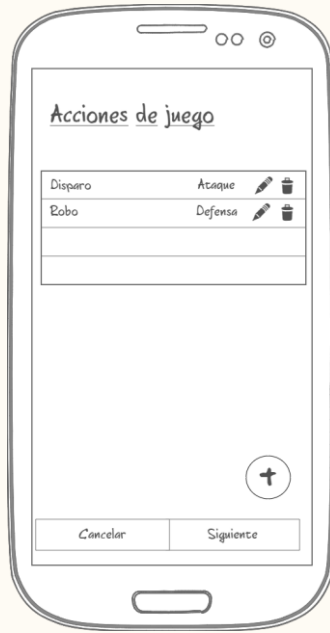 Acciones de juego
Disparo Ataque
Robo Defensa
Cancelar Siguiente